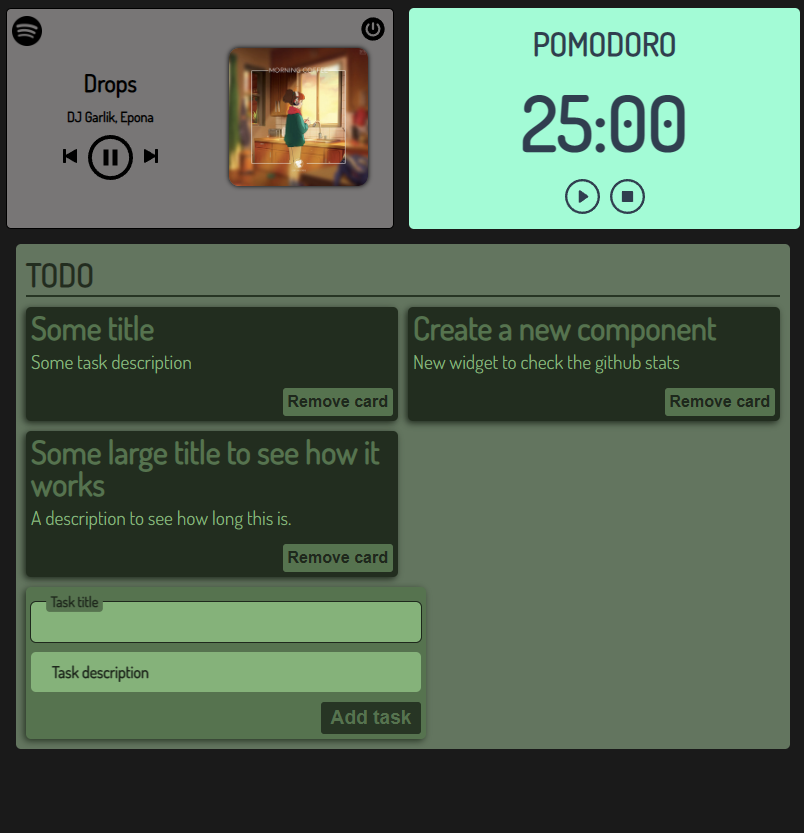 Drops
DJ Garlik, Epona
MORNING COFFEE
POMODORO
25:00
TODO
Some title
Some task description
Remove card
Create a new component
New widget to check the github stats
Remove card
Some large title to see how it
works
A description to see how long this is.
Remove card
Task title
Task description
Add task